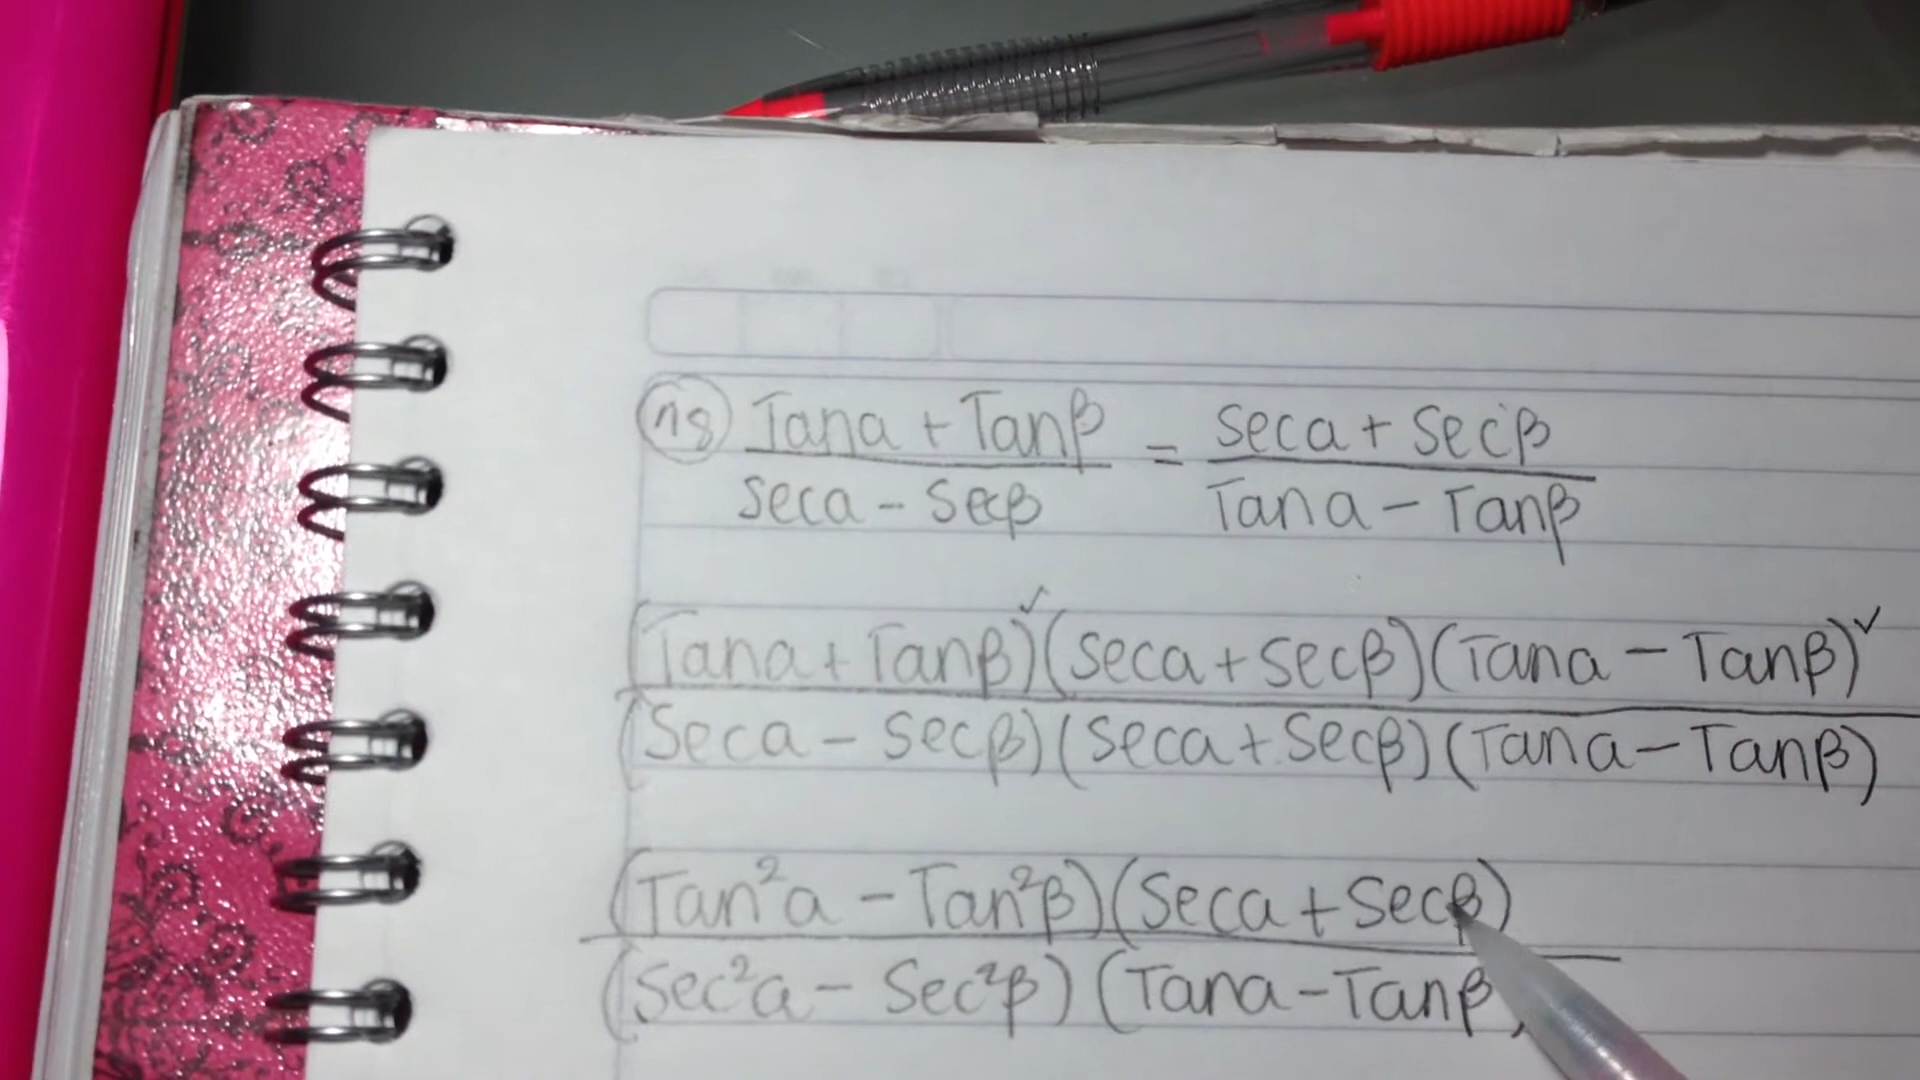 18 Tana + Tanβ / Seca - Secβ = Seca + Secβ / Tana - Tanβ
(Tana + Tanβ)✓(Seca + Secβ)(Tana - Tanβ)✓
(Seca - Secβ)(Seca + Secβ)(Tana - Tanβ)
(Tan²a - Tan²β)(Seca + Secβ)
(Sec²a - Sec²β)(Tana - Tanβ)